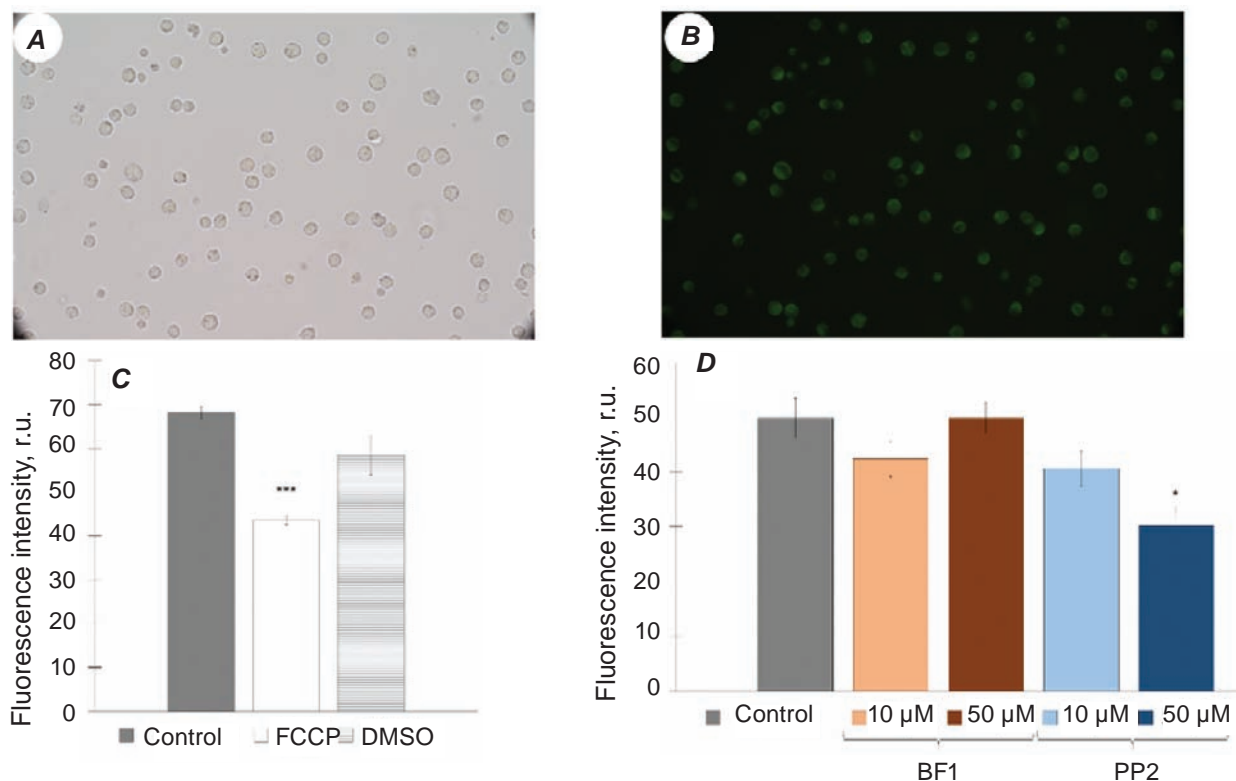 A
B
C
Fluorescence intensity, r.u.
80
70
60
50
40
30
20
10
0
***
Control FCCP DMSO
D
Fluorescence intensity, r.u.
60
50
40
30
20
10
0
*
Control 10 µM 50 µM 10 µM 50 µM
BF1 PP2